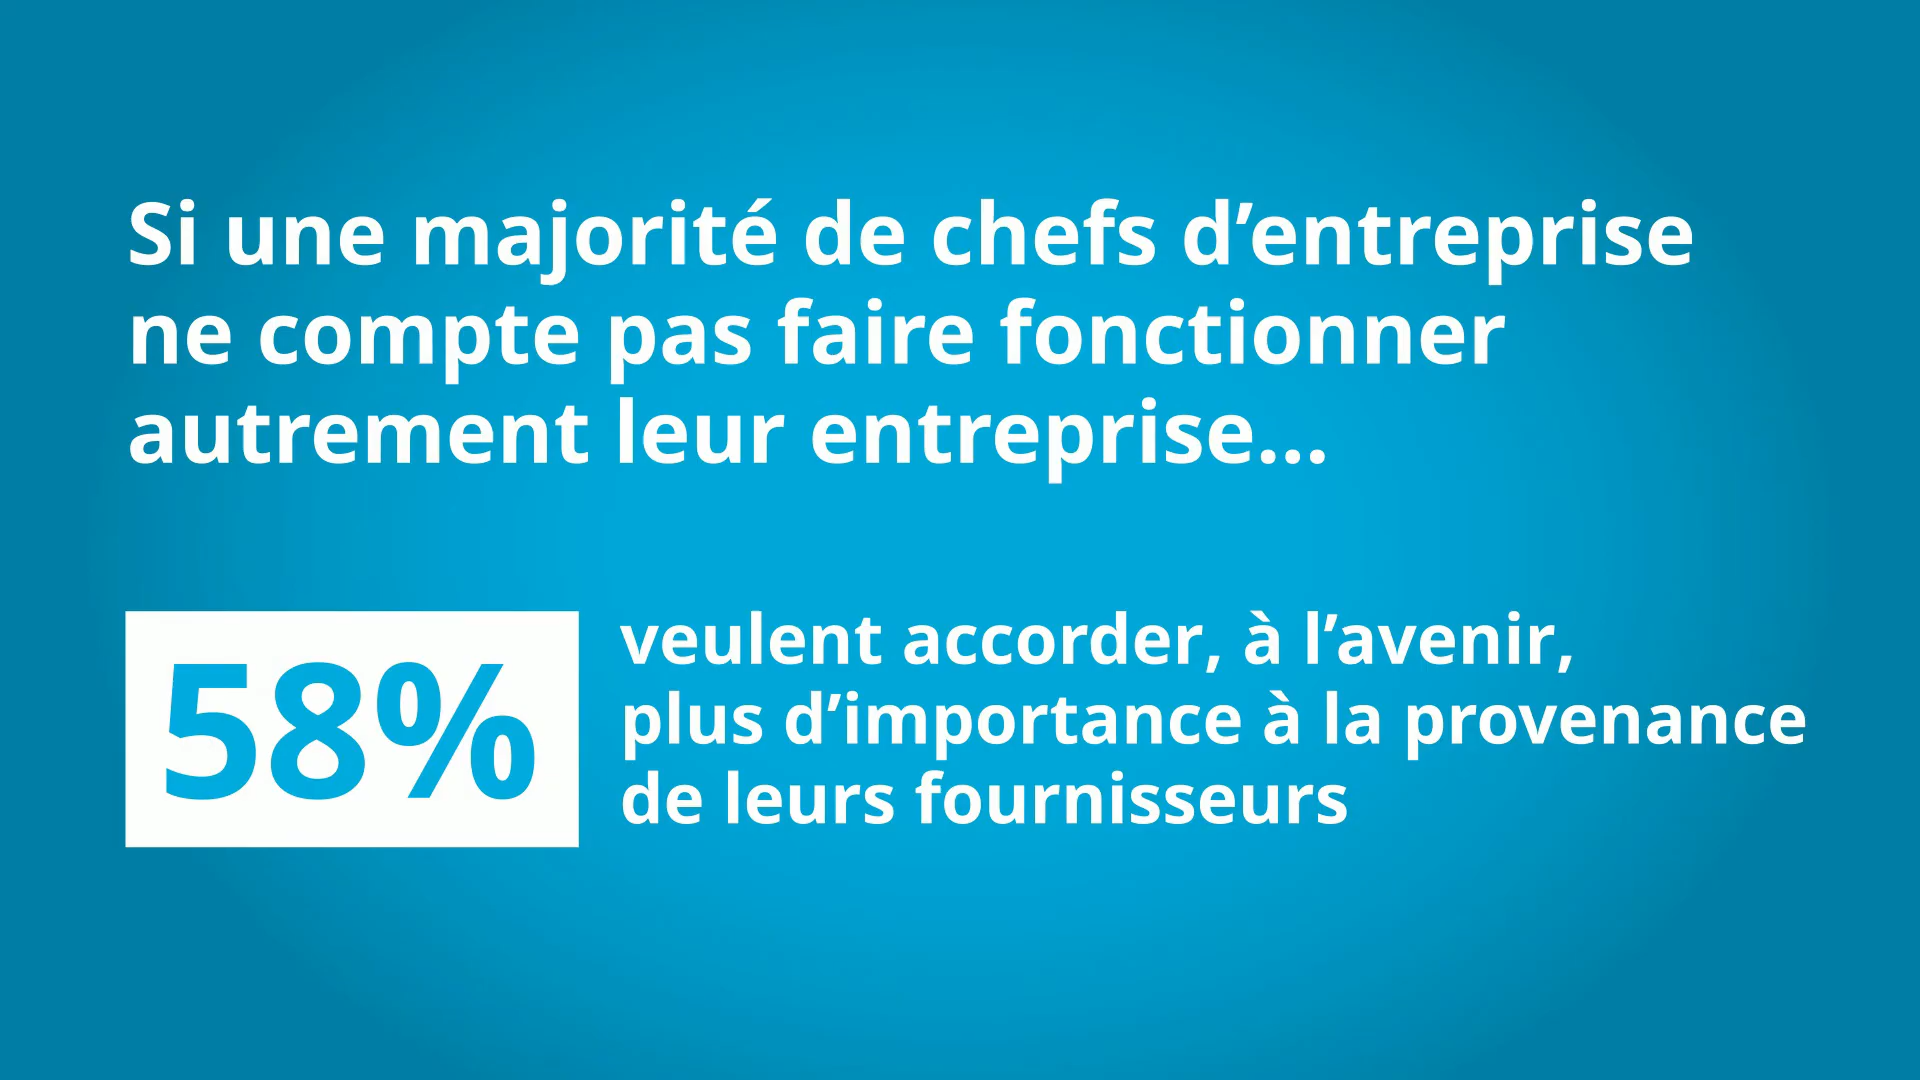 Si une majorité de chefs d’entreprise
ne compte pas faire fonctionner
autrement leur entreprise...
58%
veulent accorder, à l’avenir,
plus d’importance à la provenance
de leurs fournisseurs